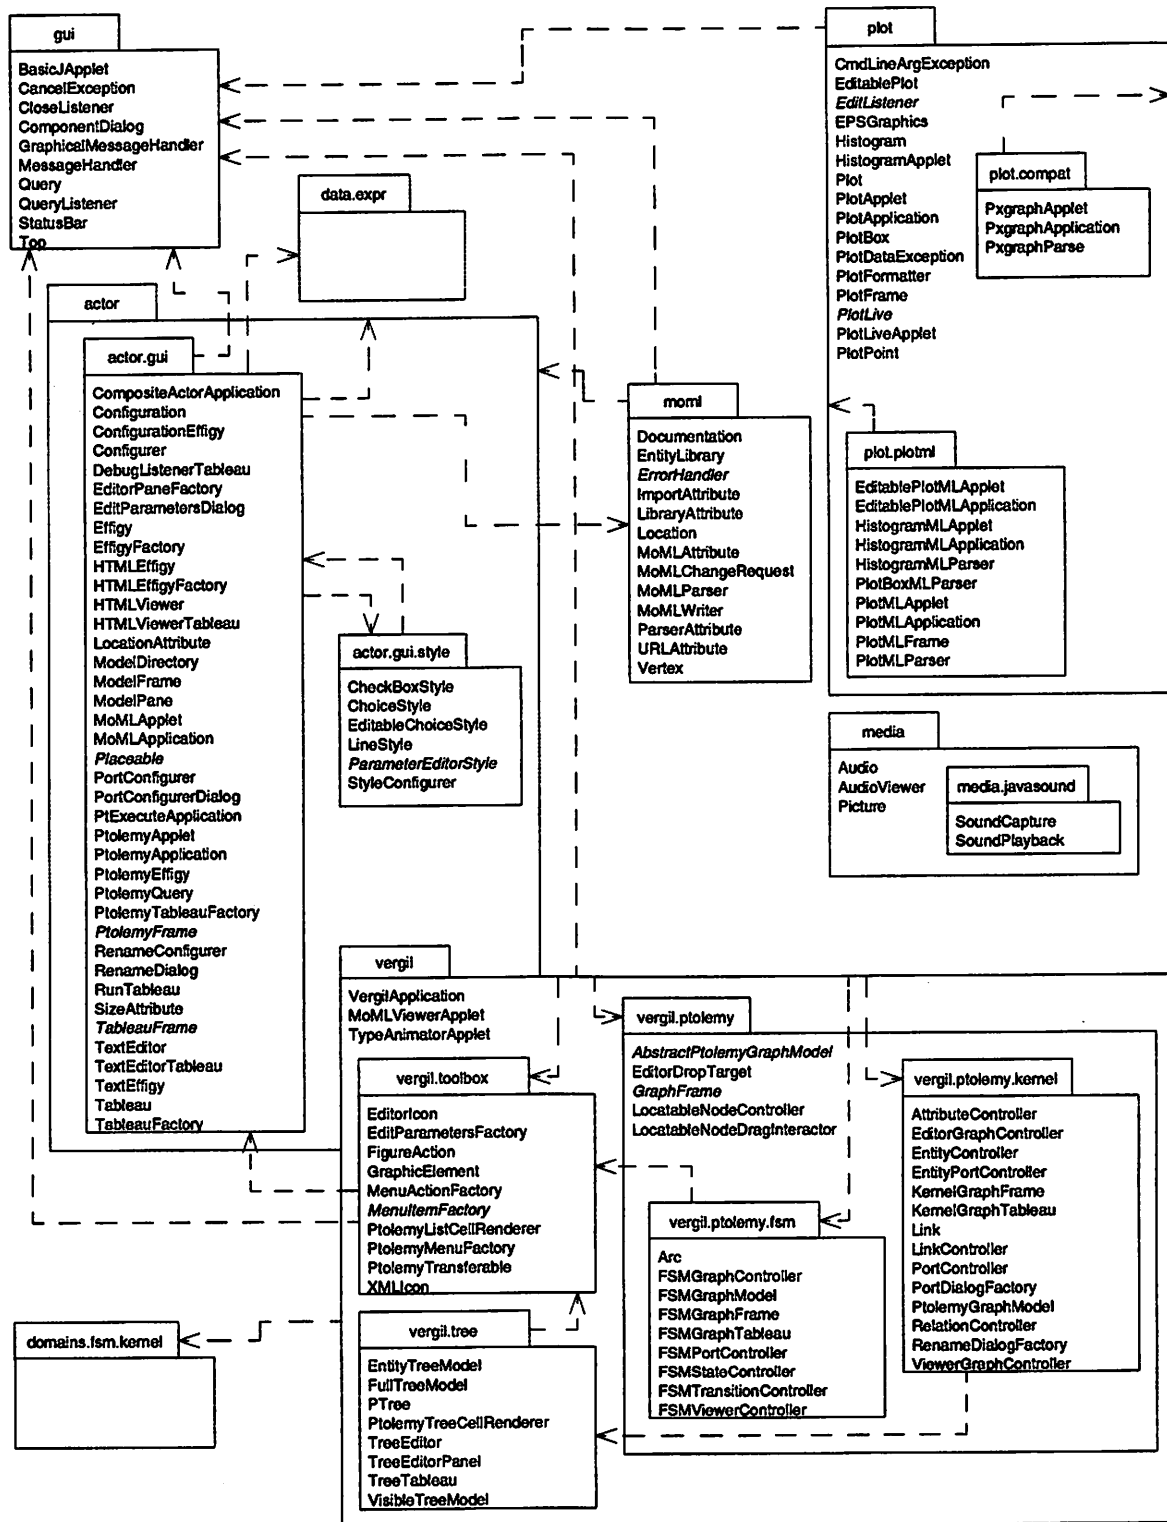 gui
BasicJApplet
CancelException
CloseListener
ComponentDialog
GraphicalMessageHandler
MessageHandler
Query
QueryListener
StatusBar
Top
plot
CmdLineArgException
EditablePlot
EditListener
EPSGraphics
Histogram
HistogramApplet
Plot
PlotApplet
PlotApplication
PlotBox
PlotDataException
PlotFormatter
PlotFrame
PlotLive
PlotLiveApplet
PlotPoint
plot.compat
PxgraphApplet
PxgraphApplication
PxgraphParse
data.expr
actor
actor.gui
CompositeActorApplication
Configuration
ConfigurationEffigy
Configurer
DebugListenerTableau
EditorPaneFactory
EditParametersDialog
Effigy
EffigyFactory
HTMLEffigy
HTMLEffigyFactory
HTMLViewer
HTMLViewerTableau
LocationAttribute
ModelDirectory
ModelFrame
ModelPane
MoMLApplet
MoMLApplication
Placeable
PortConfigurer
PortConfigurerDialog
PtExecuteApplication
PtolemyApplet
PtolemyApplication
PtolemyEffigy
PtolemyQuery
PtolemyTableauFactory
PtolemyFrame
RenameConfigurer
RenameDialog
RunTableau
SizeAttribute
TableauFrame
TextEditor
TextEditorTableau
TextEffigy
Tableau
TableauFactory
actor.gui.style
CheckBoxStyle
ChoiceStyle
EditableChoiceStyle
LineStyle
ParameterEditorStyle
StyleConfigurer
moml
Documentation
EntityLibrary
ErrorHandler
ImportAttribute
LibraryAttribute
Location
MoMLAttribute
MoMLChangeRequest
MoMLParser
MoMLWriter
ParserAttribute
URLAttribute
Vertex
plot.plotml
EditablePlotMLApplet
EditablePlotMLApplication
HistogramMLApplet
HistogramMLApplication
HistogramMLParser
PlotBoxMLParser
PlotMLApplet
PlotMLApplication
PlotMLFrame
PlotMLParser
media
Audio
AudioViewer
Picture
media.javasound
SoundCapture
SoundPlayback
vergil
VergilApplication
MoMLViewerApplet
TypeAnimatorApplet
vergil.toolbox
EditorIcon
EditParametersFactory
FigureAction
GraphicElement
MenuActionFactory
MenuItemFactory
PtolemyListCellRenderer
PtolemyMenuFactory
PtolemyTransferable
XMLIcon
vergil.ptolemy
AbstractPtolemyGraphModel
EditorDropTarget
GraphFrame
LocatableNodeController
LocatableNodeDragInteractor
vergil.ptolemy.kernel
AttributeController
EditorGraphController
EntityController
EntityPortController
KernelGraphFrame
KernelGraphTableau
Link
LinkController
PortController
PortDialogFactory
PtolemyGraphModel
RelationController
RenameDialogFactory
ViewerGraphController
vergil.ptolemy.fsm
Arc
FSMGraphController
FSMGraphModel
FSMGraphFrame
FSMGraphTableau
FSMPortController
FSMStateController
FSMTransitionController
FSMViewerController
domains.fsm.kernel
vergil.tree
EntityTreeModel
FullTreeModel
PTree
PtolemyTreeCellRenderer
TreeEditor
TreeEditorPanel
TreeTableau
VisibleTreeModel